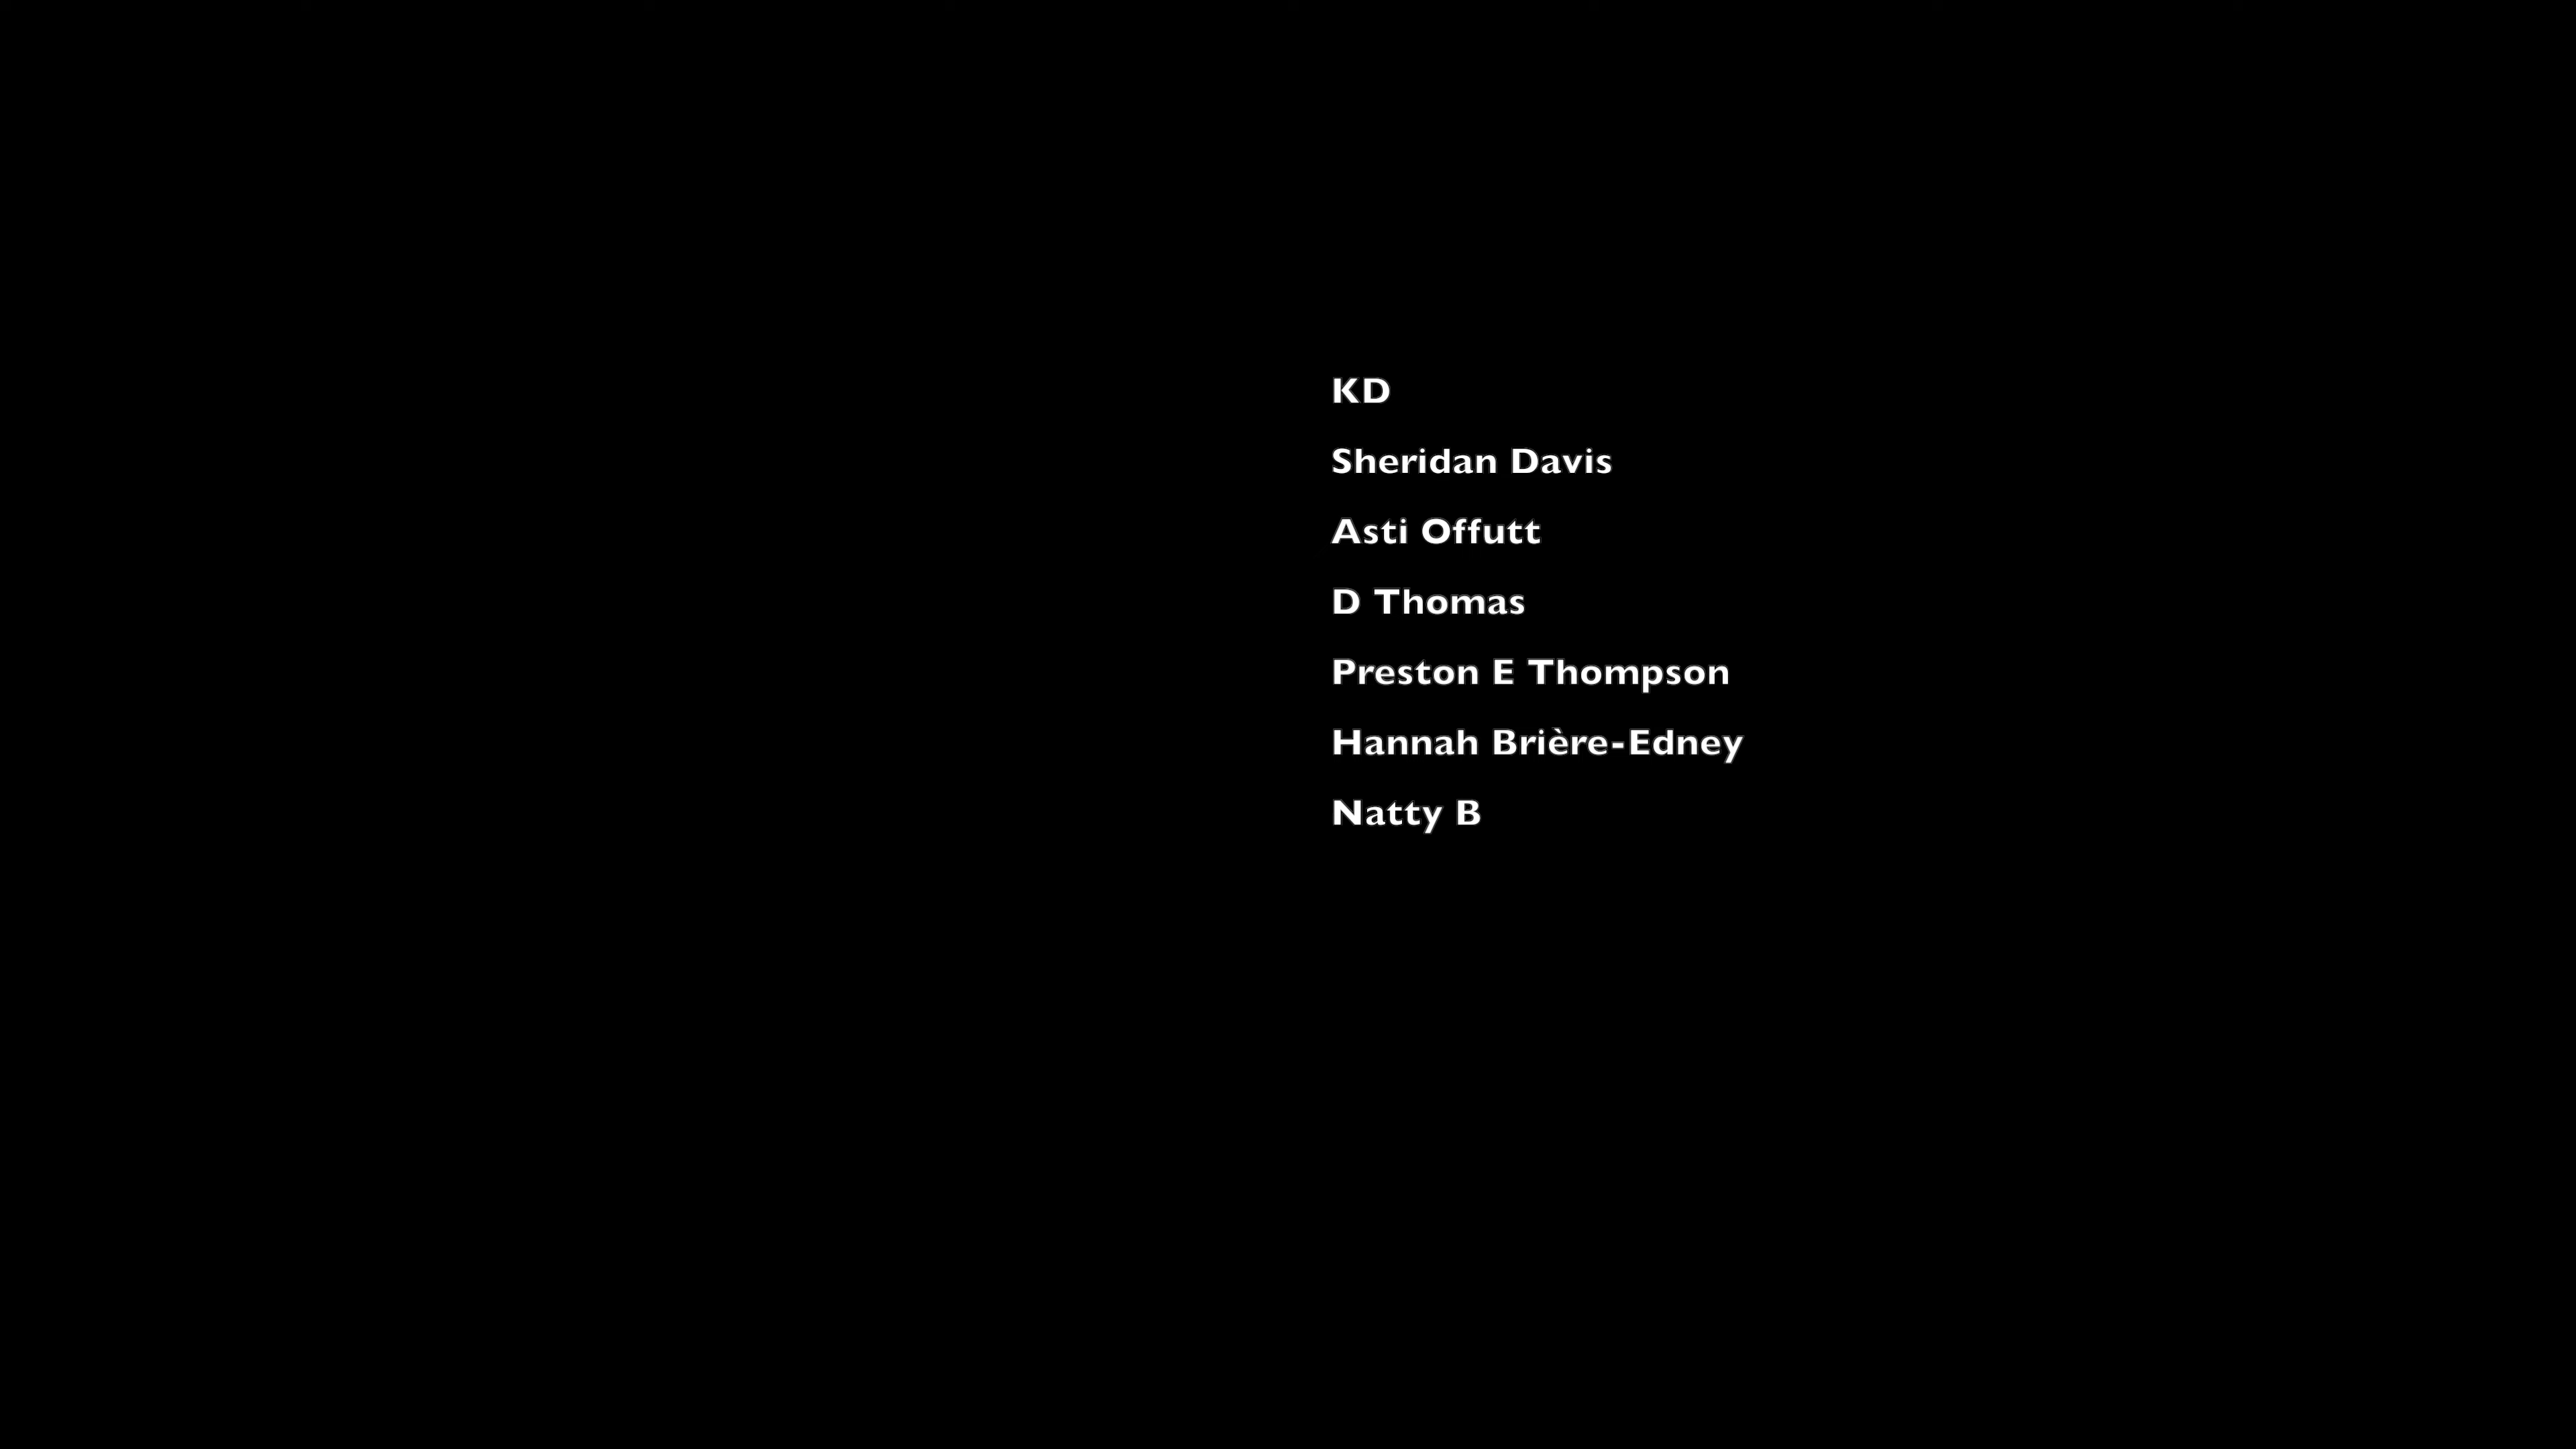 KD
Sheridan Davis
Asti Offutt
D Thomas
Preston E Thompson
Hannah Brière-Edney
Natty B